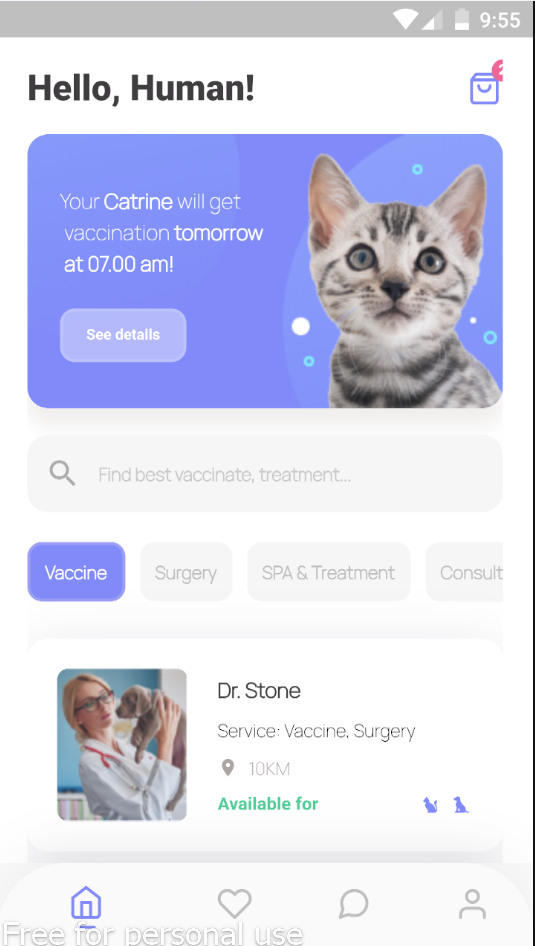 9:55
Hello, Human!
Your Catrine will get
vaccination tomorrow
at 07.00 am!
See details
Find best vaccinate, treatment...
Vaccine Surgery SPA & Treatment Consult
Dr. Stone
Service: Vaccine, Surgery
10KM
Available for
Free for personal use